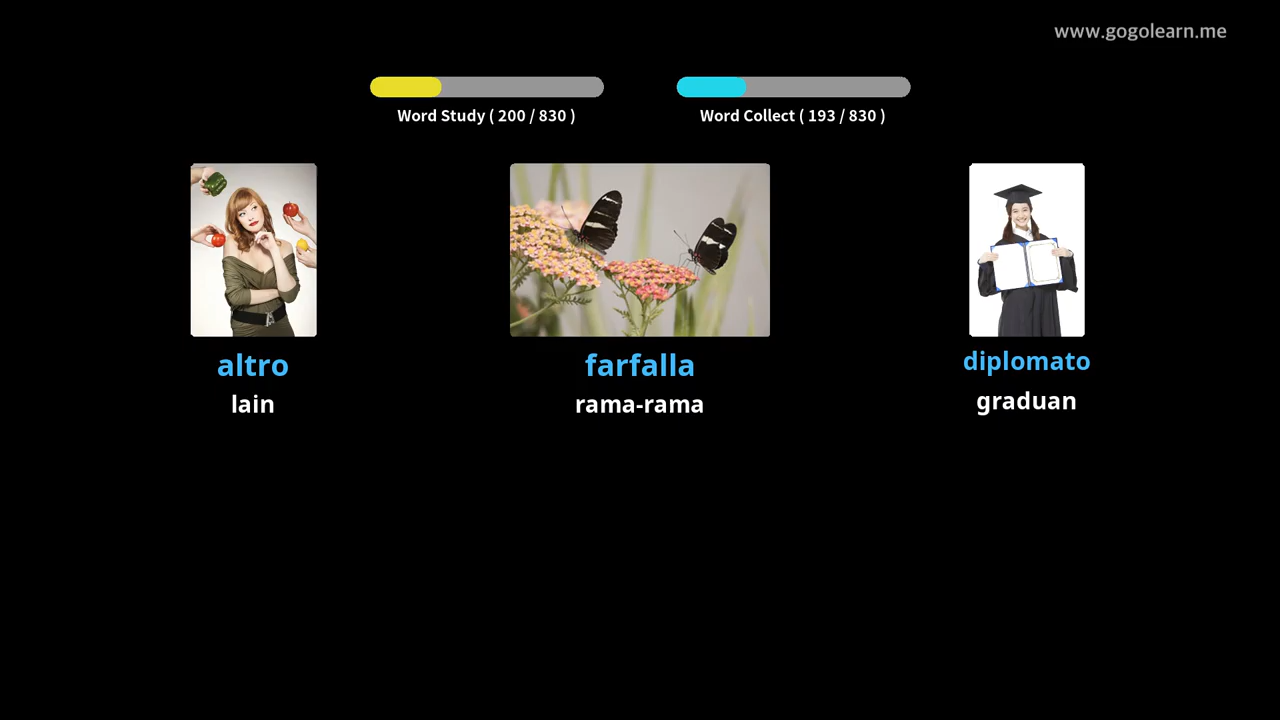 www.gogolearn.me
Word Study ( 200 / 830 )
Word Collect ( 193 / 830 )
altro
lain
farfalla
rama-rama
diplomato
graduan